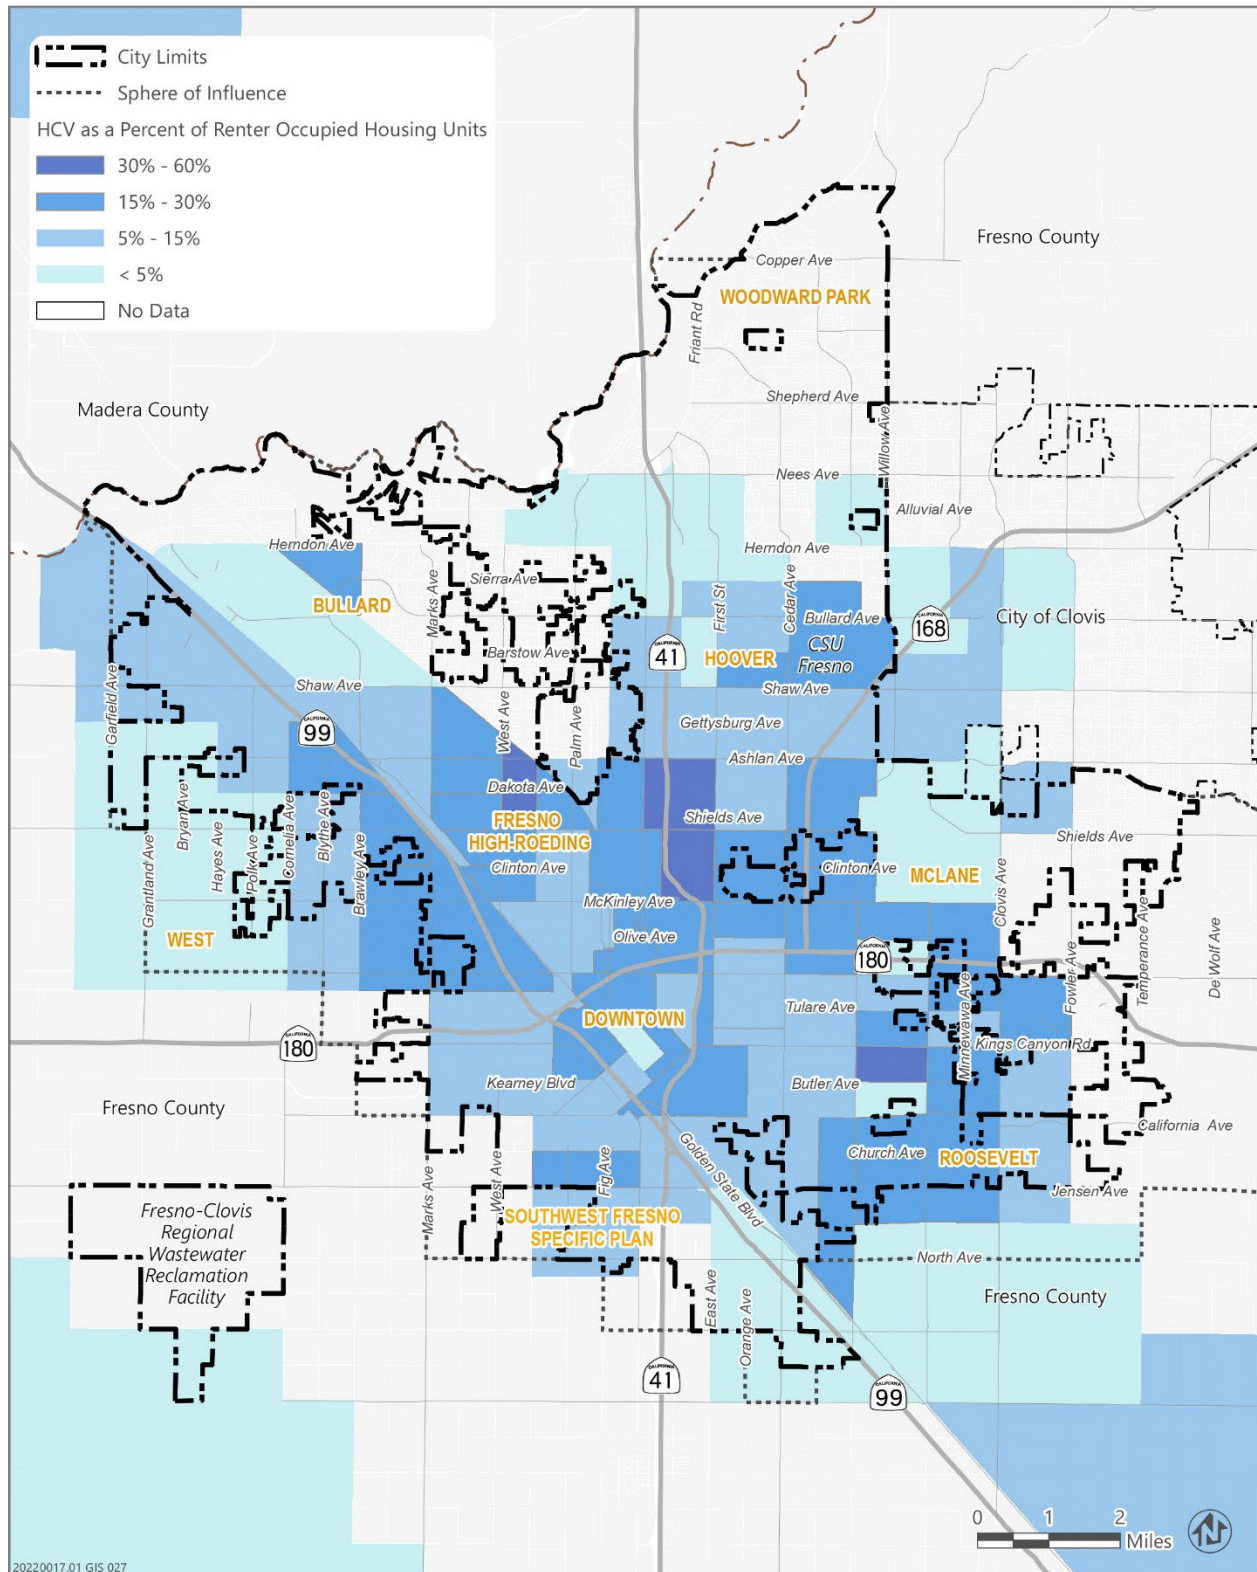 City Limits
Sphere of Influence
HCV as a Percent of Renter Occupied Housing Units
30% - 60%
15% - 30%
5% - 15%
< 5%
No Data
Fresno County
Copper Ave
WOODWARD PARK
Friant Rd
Shepherd Ave
Madera County
Willow Ave
Nees Ave
Alluvial Ave
Herndon Ave
Herndon Ave
Sierra Ave
Marks Ave
BULLARD
First St
Cedar Ave
Bullard Ave
CALIFORNIA
168
City of Clovis
Barstow Ave
CALIFORNIA
41
HOOVER
CSU
Fresno
Garfield Ave
Shaw Ave
Shaw Ave
CALIFORNIA
99
West Ave
Palm Ave
Gettysburg Ave
Ashlan Ave
Dakota Ave
Bryan Ave
Cornelia Ave
Blythe Ave
FRESNO
HIGH-ROEDING
Shields Ave
Shields Ave
Grantland Ave
Hayes Ave
Polk Ave
Brawley Ave
Clinton Ave
Clinton Ave
MCLANE
McKinley Ave
Clovis Ave
WEST
Olive Ave
CALIFORNIA
180
Temperance Ave
De Wolf Ave
Fowler Ave
Tulare Ave
DOWNTOWN
Minnewawa Ave
Kings Canyon Rd
CALIFORNIA
180
Kearney Blvd
Butler Ave
Fresno County
California Ave
Golden State Blvd
Church Ave
ROOSEVELT
Marks Ave
West Ave
Fig Ave
Jensen Ave
Fresno-Clovis
Regional
Wastewater
Reclamation
Facility
SOUTHWEST FRESNO
SPECIFIC PLAN
North Ave
East Ave
Orange Ave
Fresno County
CALIFORNIA
41
CALIFORNIA
99
0 1 2
Miles
N
20220017.01 GIS 027